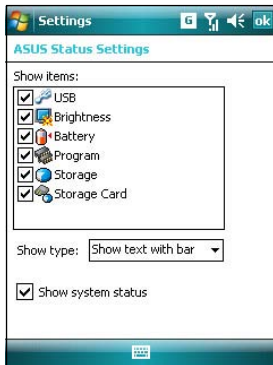 Settings
G
ok
ASUS Status Settings
Show items:
USB
Brightness
Battery
Program
Storage
Storage Card
Show type: Show text with bar
Show system status